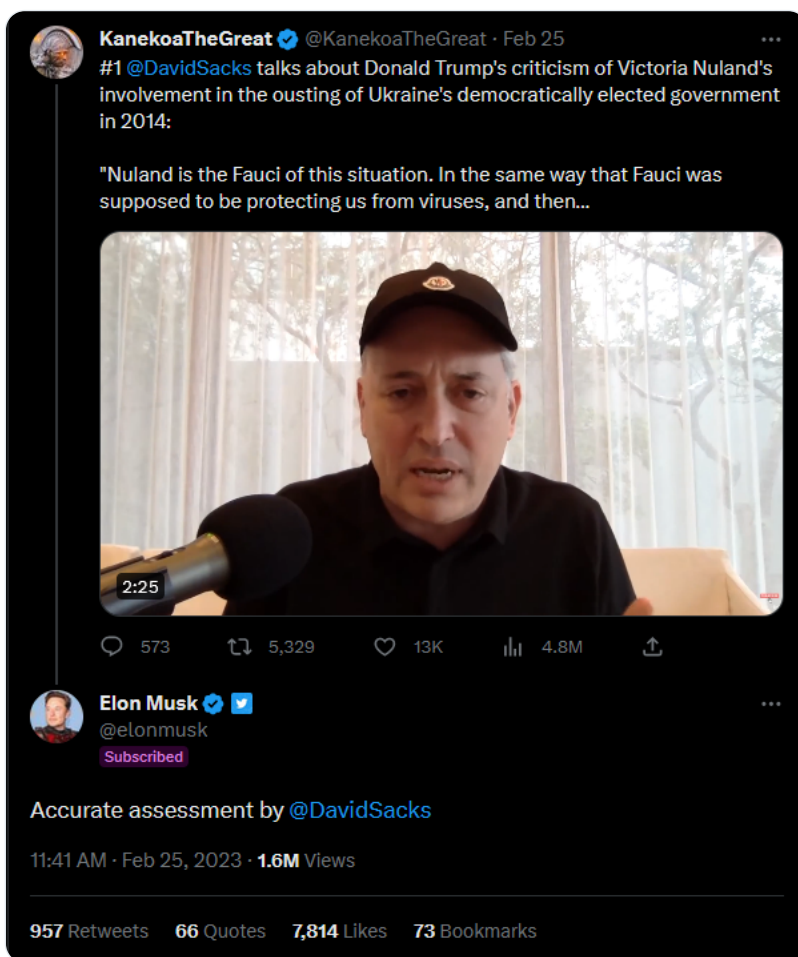 KanekoaTheGreat @KanekoaTheGreat · Feb 25
#1 @DavidSacks talks about Donald Trump's criticism of Victoria Nuland's
involvement in the ousting of Ukraine's democratically elected government
in 2014:
"Nuland is the Fauci of this situation. In the same way that Fauci was
supposed to be protecting us from viruses, and then...
2:25
573 5,329 13K 4.8M
Elon Musk
@elonmusk
Subscribed
Accurate assessment by @DavidSacks
11:41 AM · Feb 25, 2023 · 1.6M Views
957 Retweets 66 Quotes 7,814 Likes 73 Bookmarks